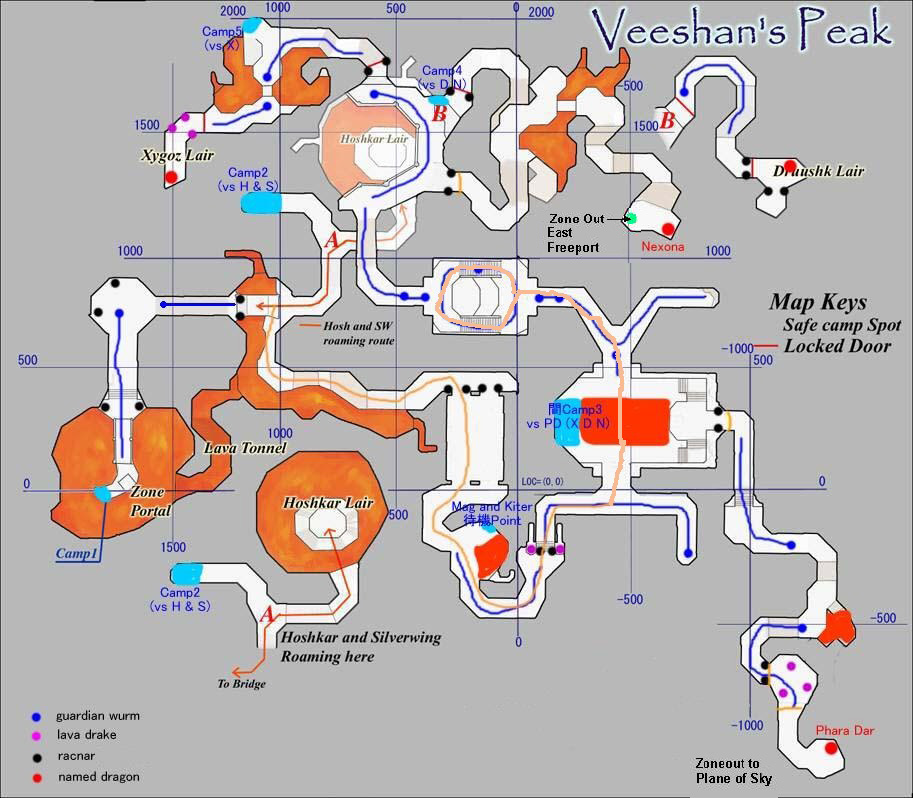 Veeshan's Peak
2000
1000
500
0
2000
Camp5
(vs X)
Camp4
(vs D N)
B
-500
1500
1500
B
Hoshkar Lair
Xygoz Lair
Druushk Lair
Camp2
(vs H & S)
A
Zone Out
East
Freeport
Nexona
1000
1000
Map Keys
Safe camp Spot
Locked Door
Hosh and SW
roaming route
-1000
500
500
間Camp3
vs PD (X D N)
1000
Lava Tonnel
LOC=(0, 0)
0
0
Zone
Portal
Hoshkar Lair
500
Mag and Kiter
待機Point
Camp1
1500
Camp2
(vs H & S)
A
-500
-500
0
Hoshkar and Silverwing
Roaming here
To Bridge
guardian wurm
lava drake
racnar
named dragon
-1000
Phara Dar
Zoneout to
Plane of Sky